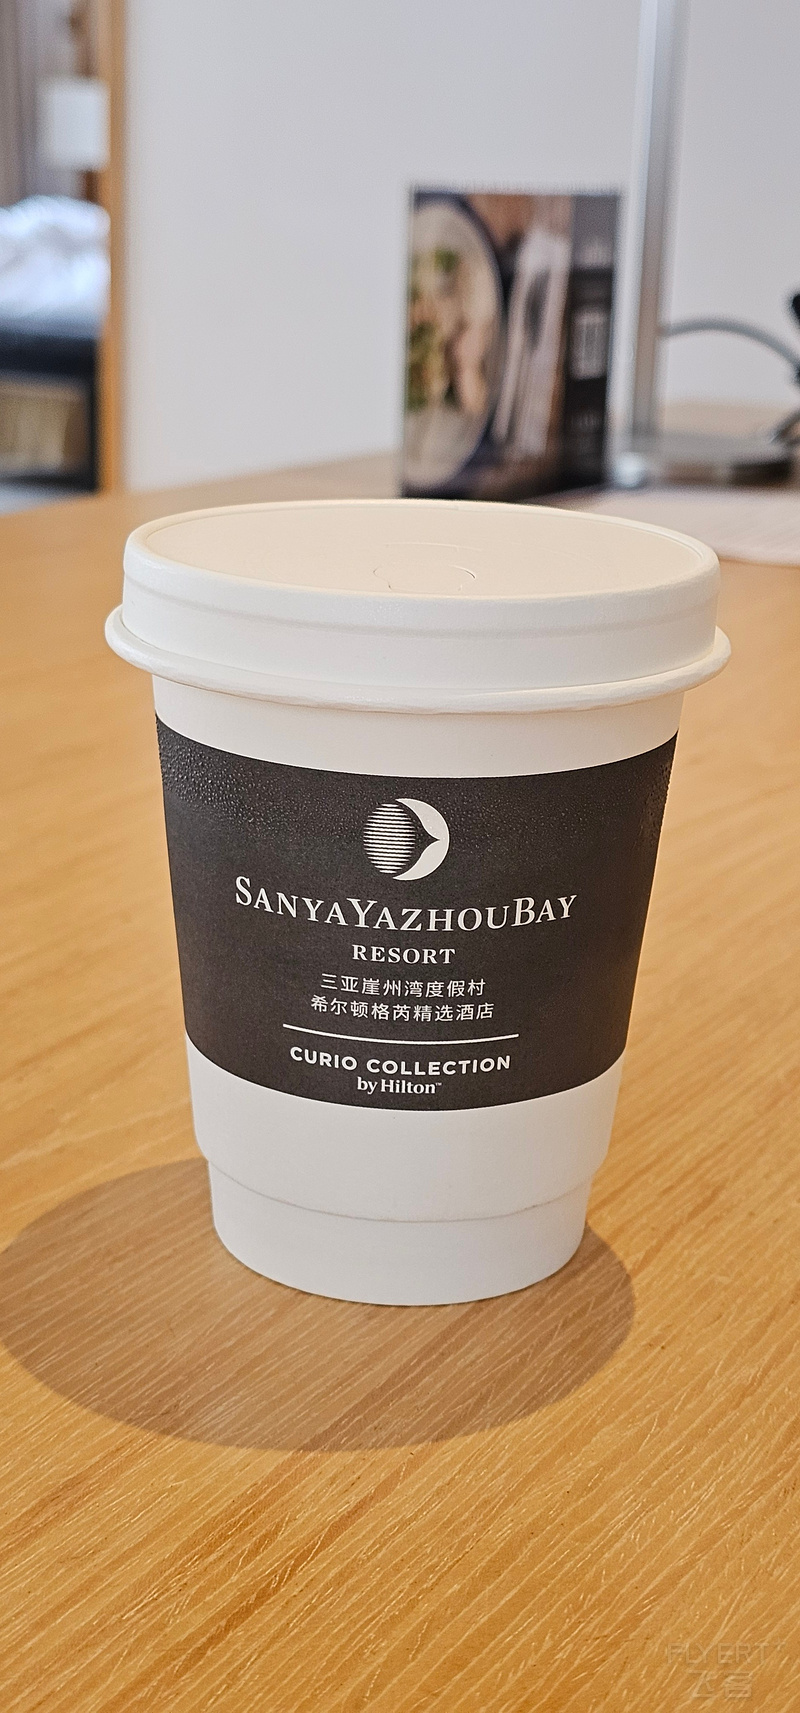 SANYAYAZHOUBAY
RESORT
三亚崖州湾度假村
希尔顿格芮精选酒店
CURIO COLLECTION
by Hilton™
FLYERT
飞客